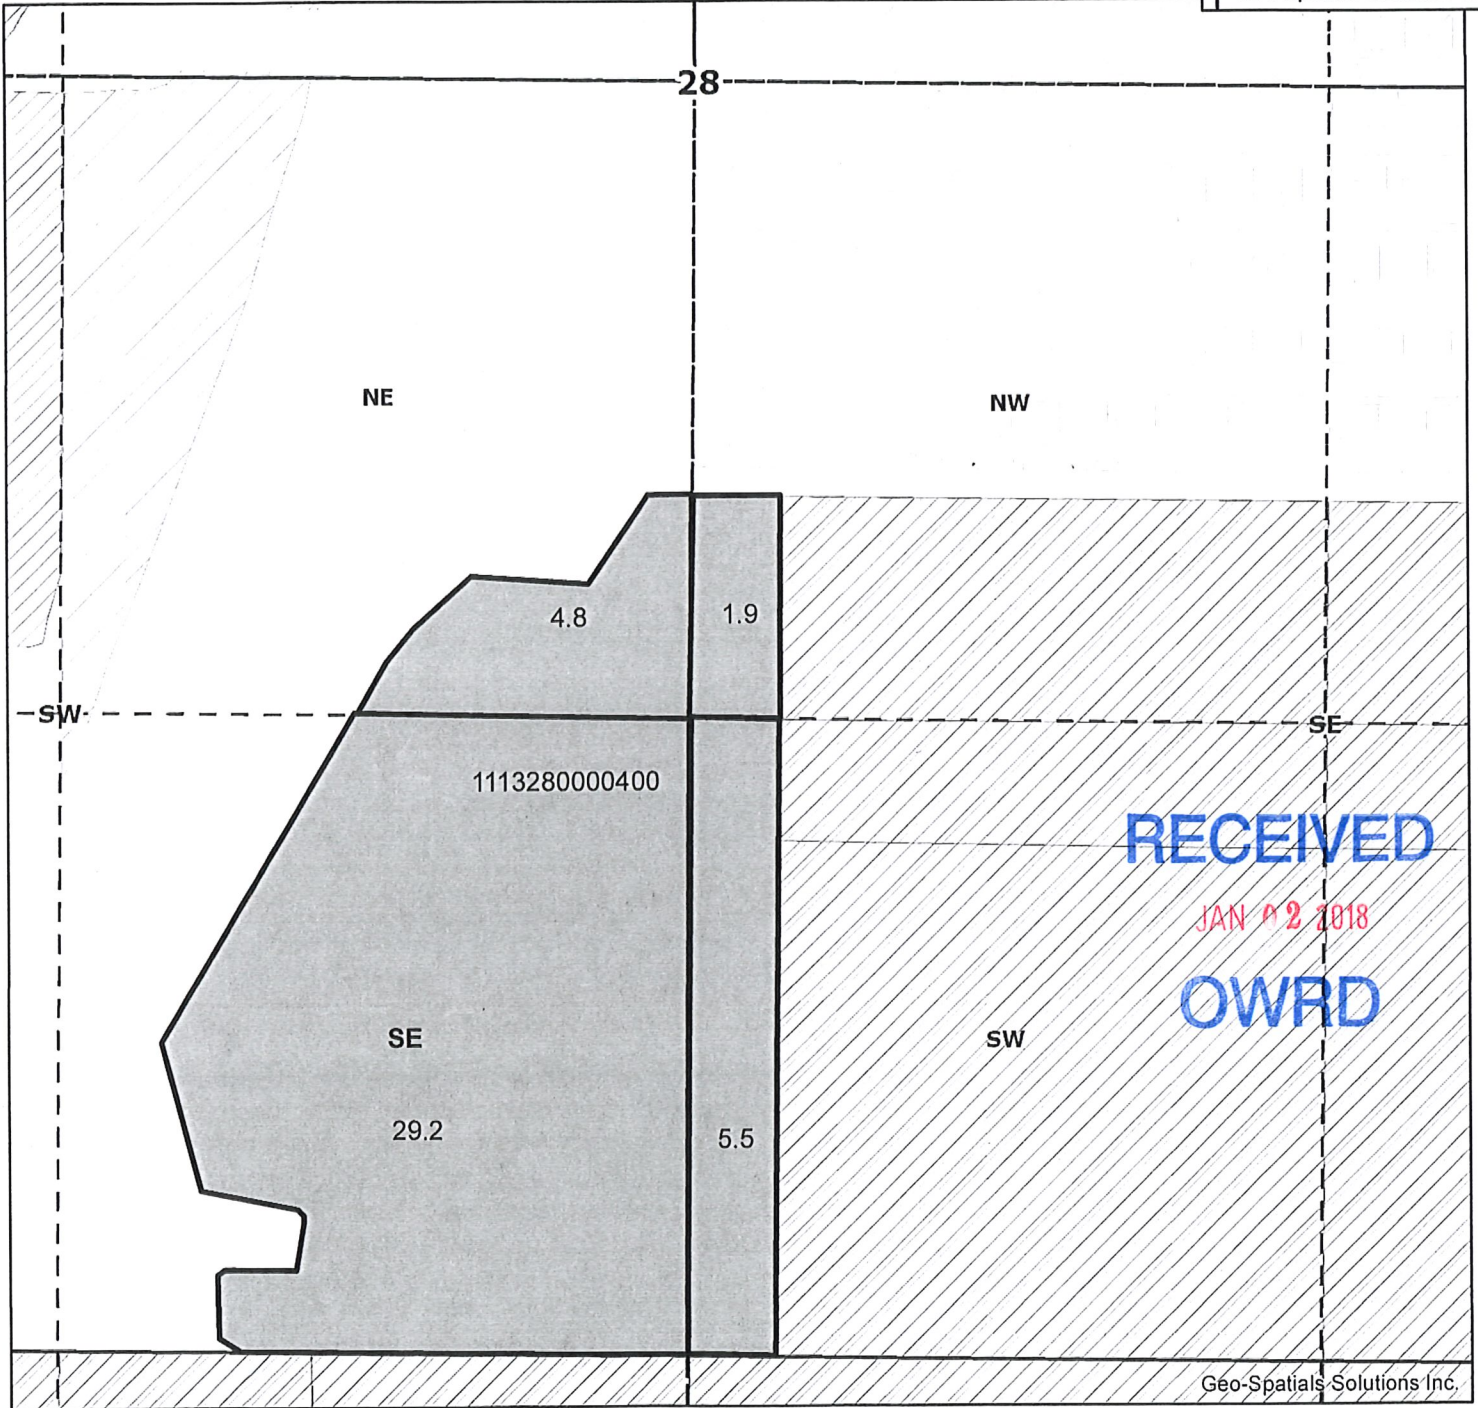 28
NE
NW
4.8
1.9
SW
SE
1113280000400
RECEIVED
JAN 02 2018
SE
OWRD
SW
29.2
5.5
Geo-Spatials Solutions Inc.